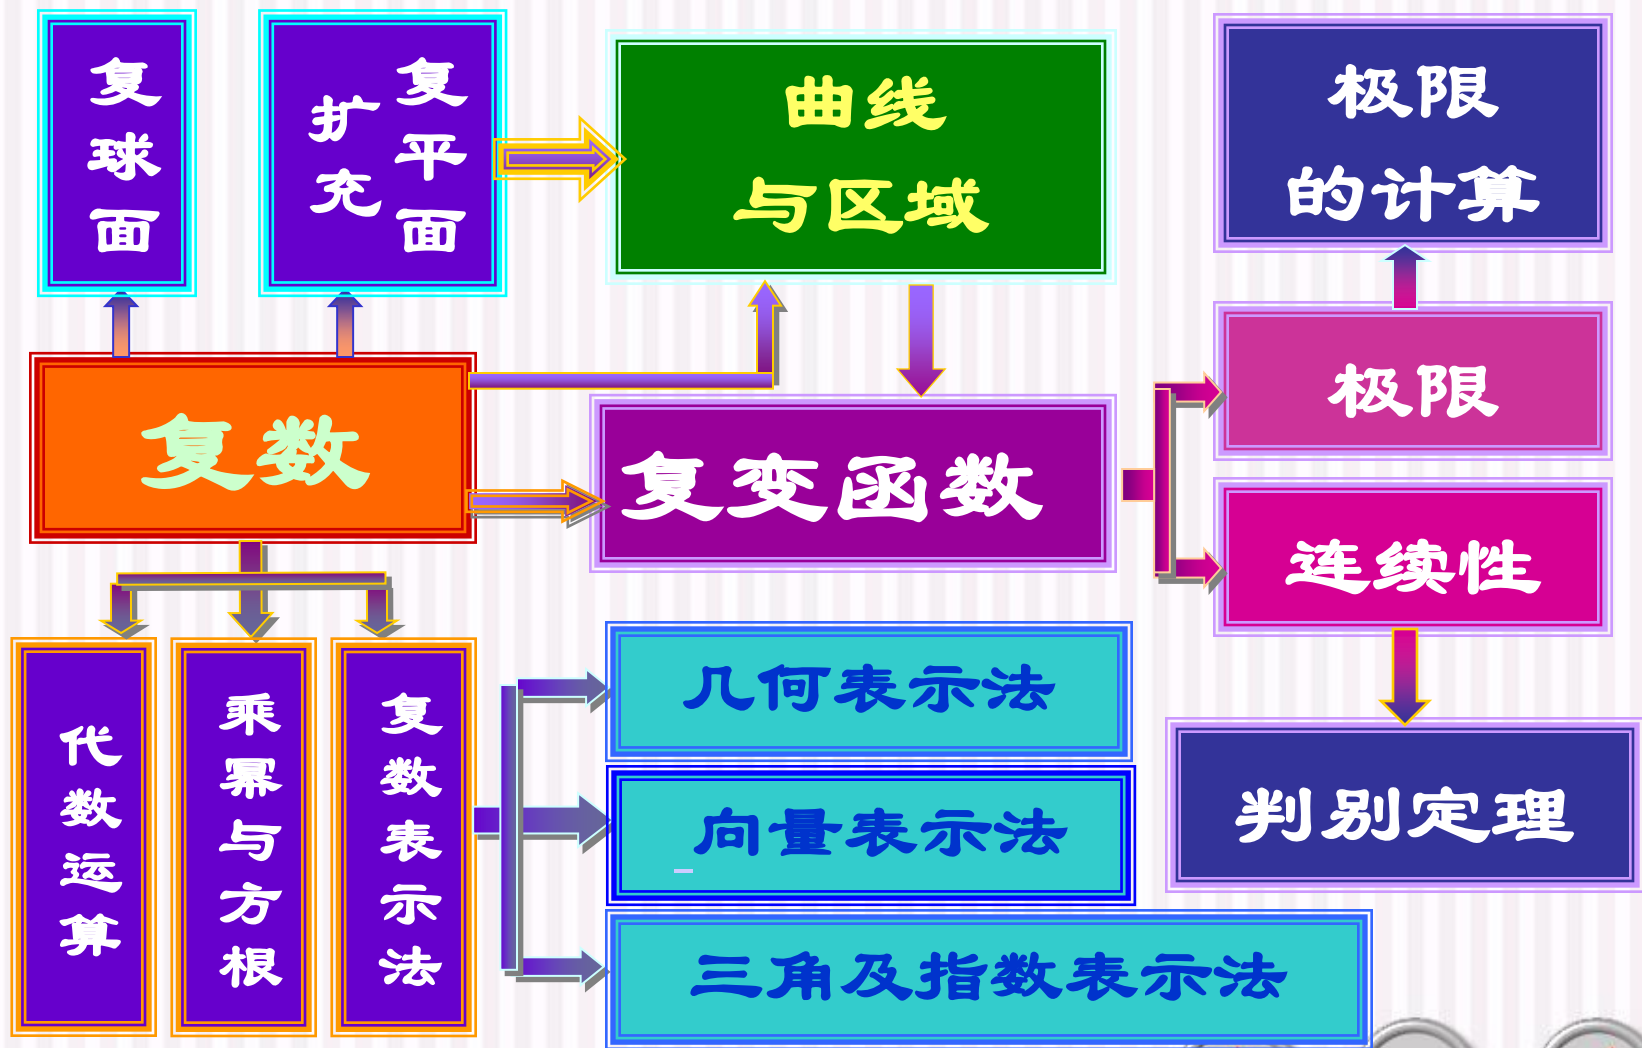 复球面
扩充
复平面
曲线
与区域
极限
的计算
复数
复变函数
极限
连续性
代数运算
乘幂与方根
复数表示法
几何表示法
向量表示法
三角及指数表示法
判别定理